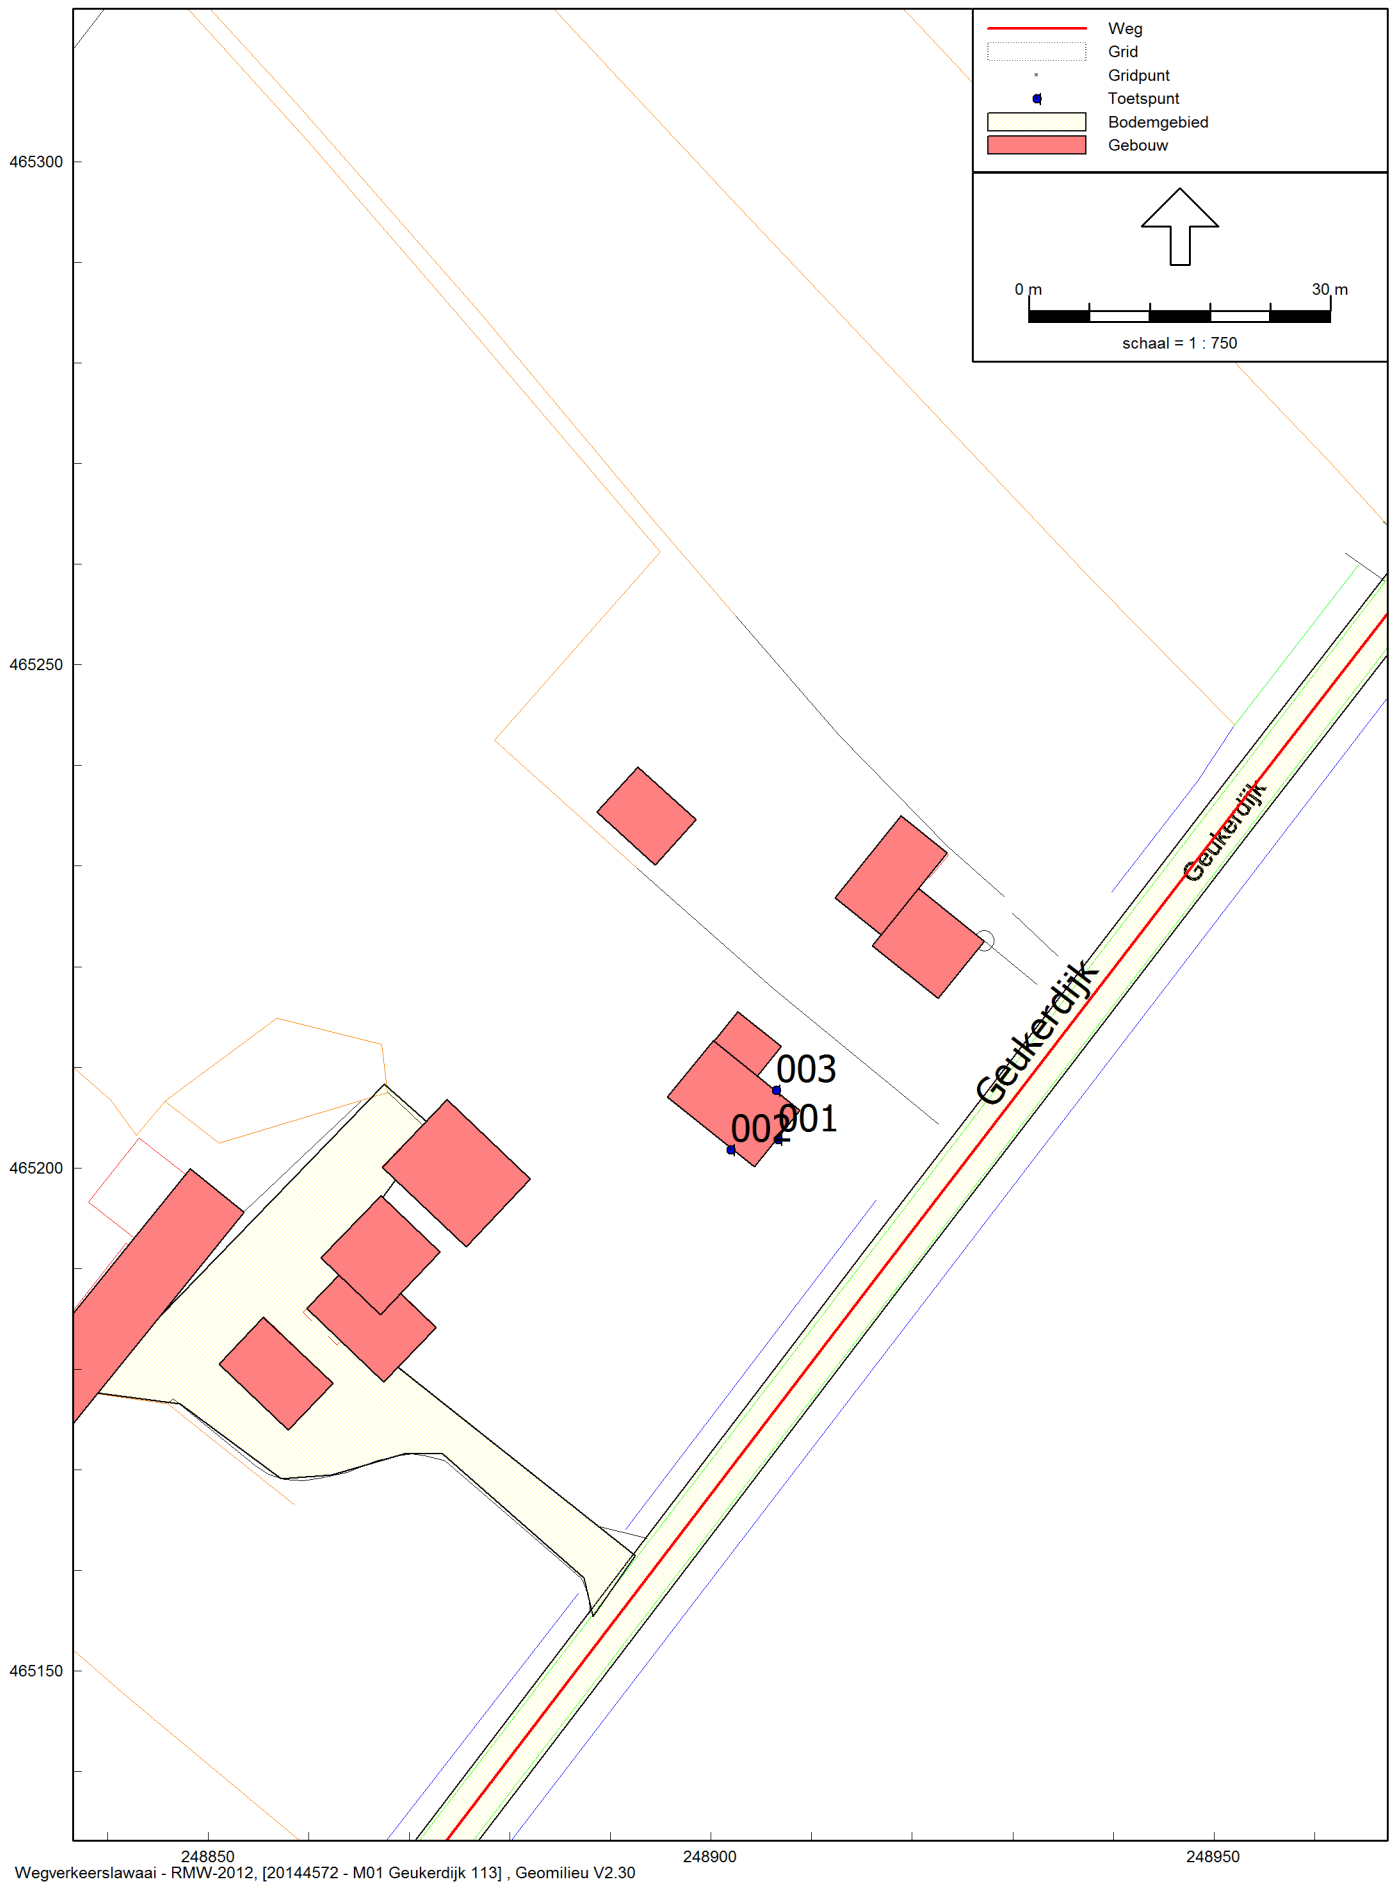 Weg
Grid
Gridpunt
Toetspunt
Bodemgebied
Gebouw
0 m 30 m
schaal = 1 : 750
465300
465250
465200
465150
Geukerdijk
Geukerdijk
003
001
002
248850 248900 248950
Wegverkeerslawaai - RMW-2012, [20144572 - M01 Geukerdijk 113] , Geomilieu V2.30